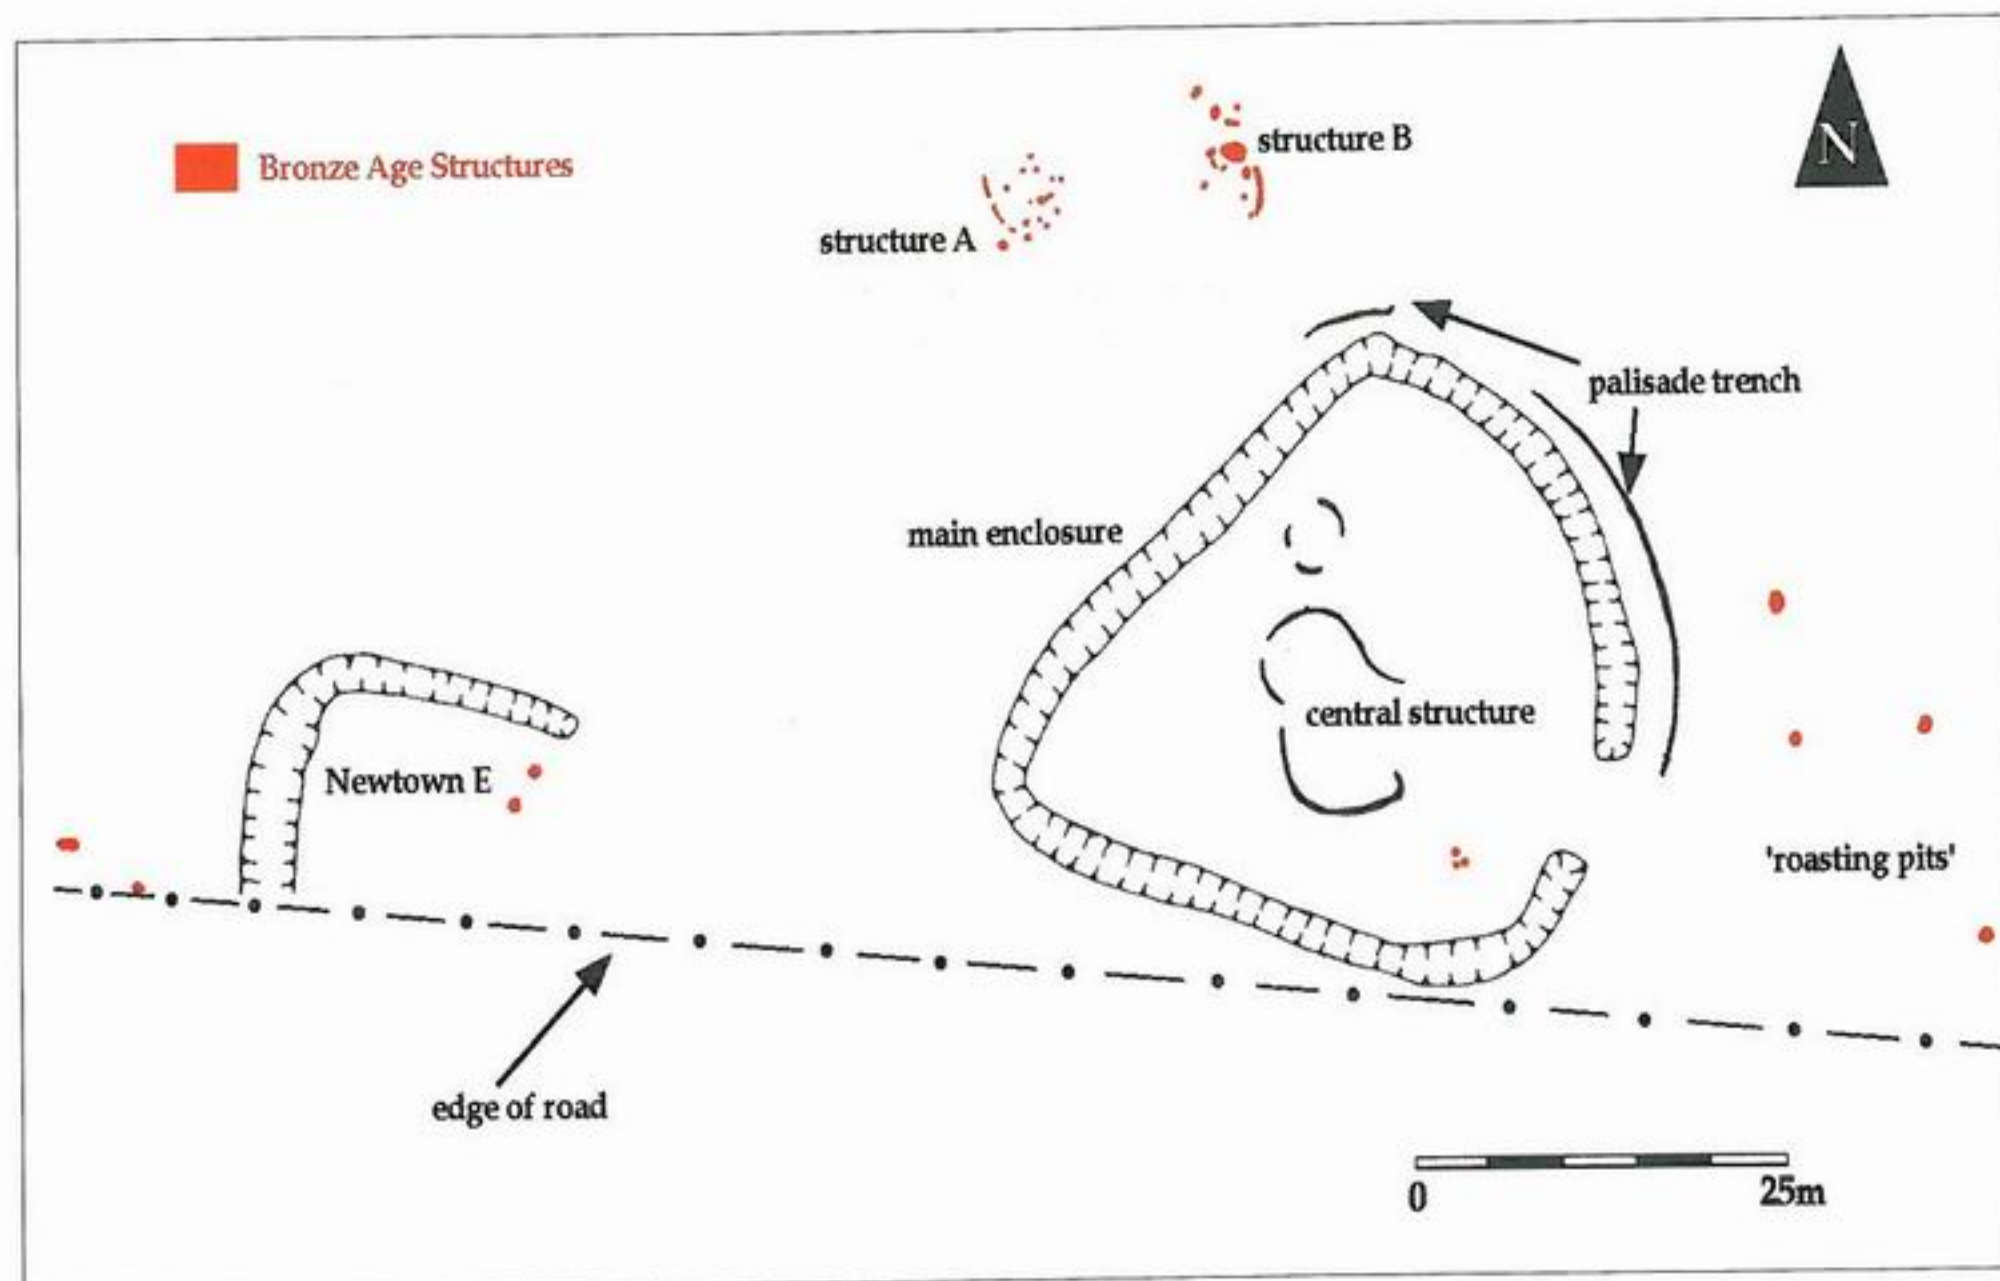 structure B
N
Bronze Age Structures
structure A
palisade trench
main enclosure
central structure
Newtown E
'roasting pits'
edge of road
0
25m